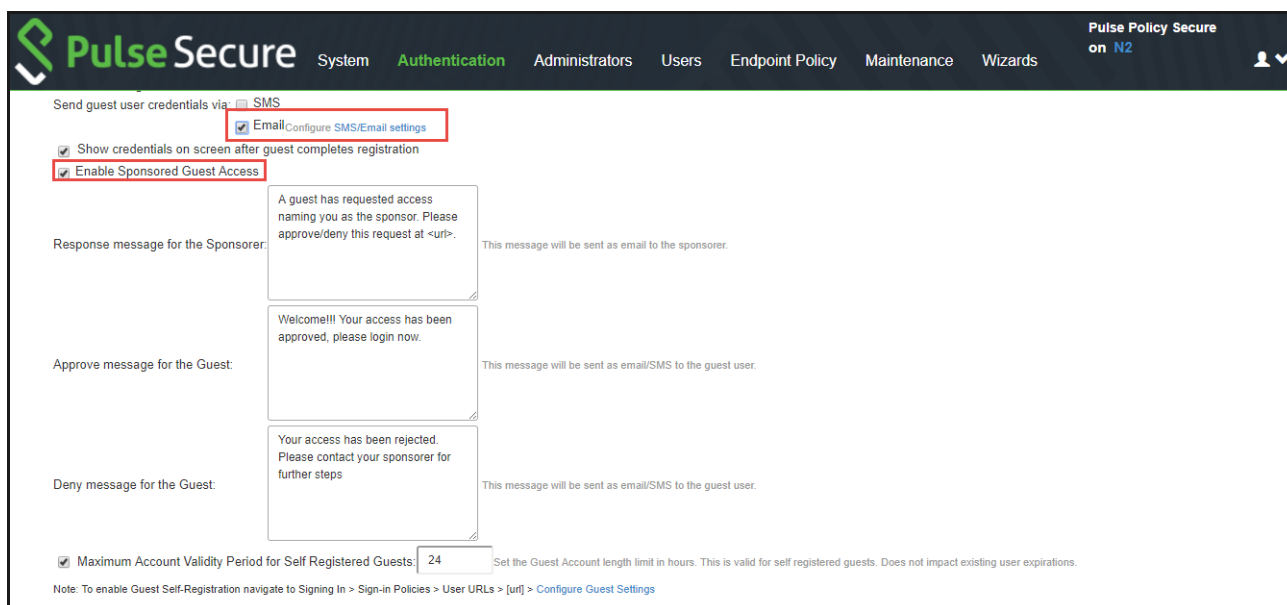 Pulse Secure
System Authentication Administrators Users Endpoint Policy Maintenance Wizards
Pulse Policy Secure
on N2
Send guest user credentials via: SMS
Email Configure SMS/Email settings
Show credentials on screen after guest completes registration
Enable Sponsored Guest Access
Response message for the Sponsorer:
A guest has requested access
naming you as the sponsor. Please
approve/deny this request at <url>.
This message will be sent as email to the sponsorer.
Approve message for the Guest:
Welcome!!! Your access has been
approved, please login now.
This message will be sent as email/SMS to the guest user.
Deny message for the Guest:
Your access has been rejected.
Please contact your sponsorer for
further steps
This message will be sent as email/SMS to the guest user.
Maximum Account Validity Period for Self Registered Guests: 24 Set the Guest Account length limit in hours. This is valid for self registered guests. Does not impact existing user expirations.
Note: To enable Guest Self-Registration navigate to Signing In > Sign-in Policies > User URLs > [url] > Configure Guest Settings